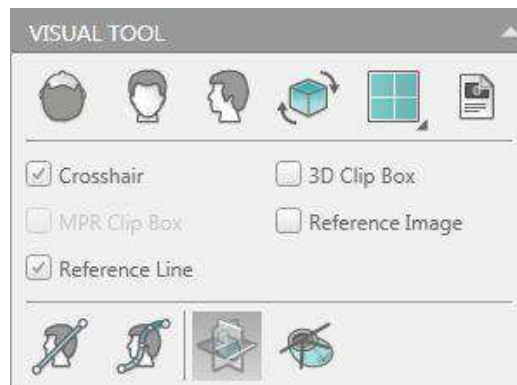 VISUAL TOOL
Crosshair
3D Clip Box
MPR Clip Box
Reference Image
Reference Line